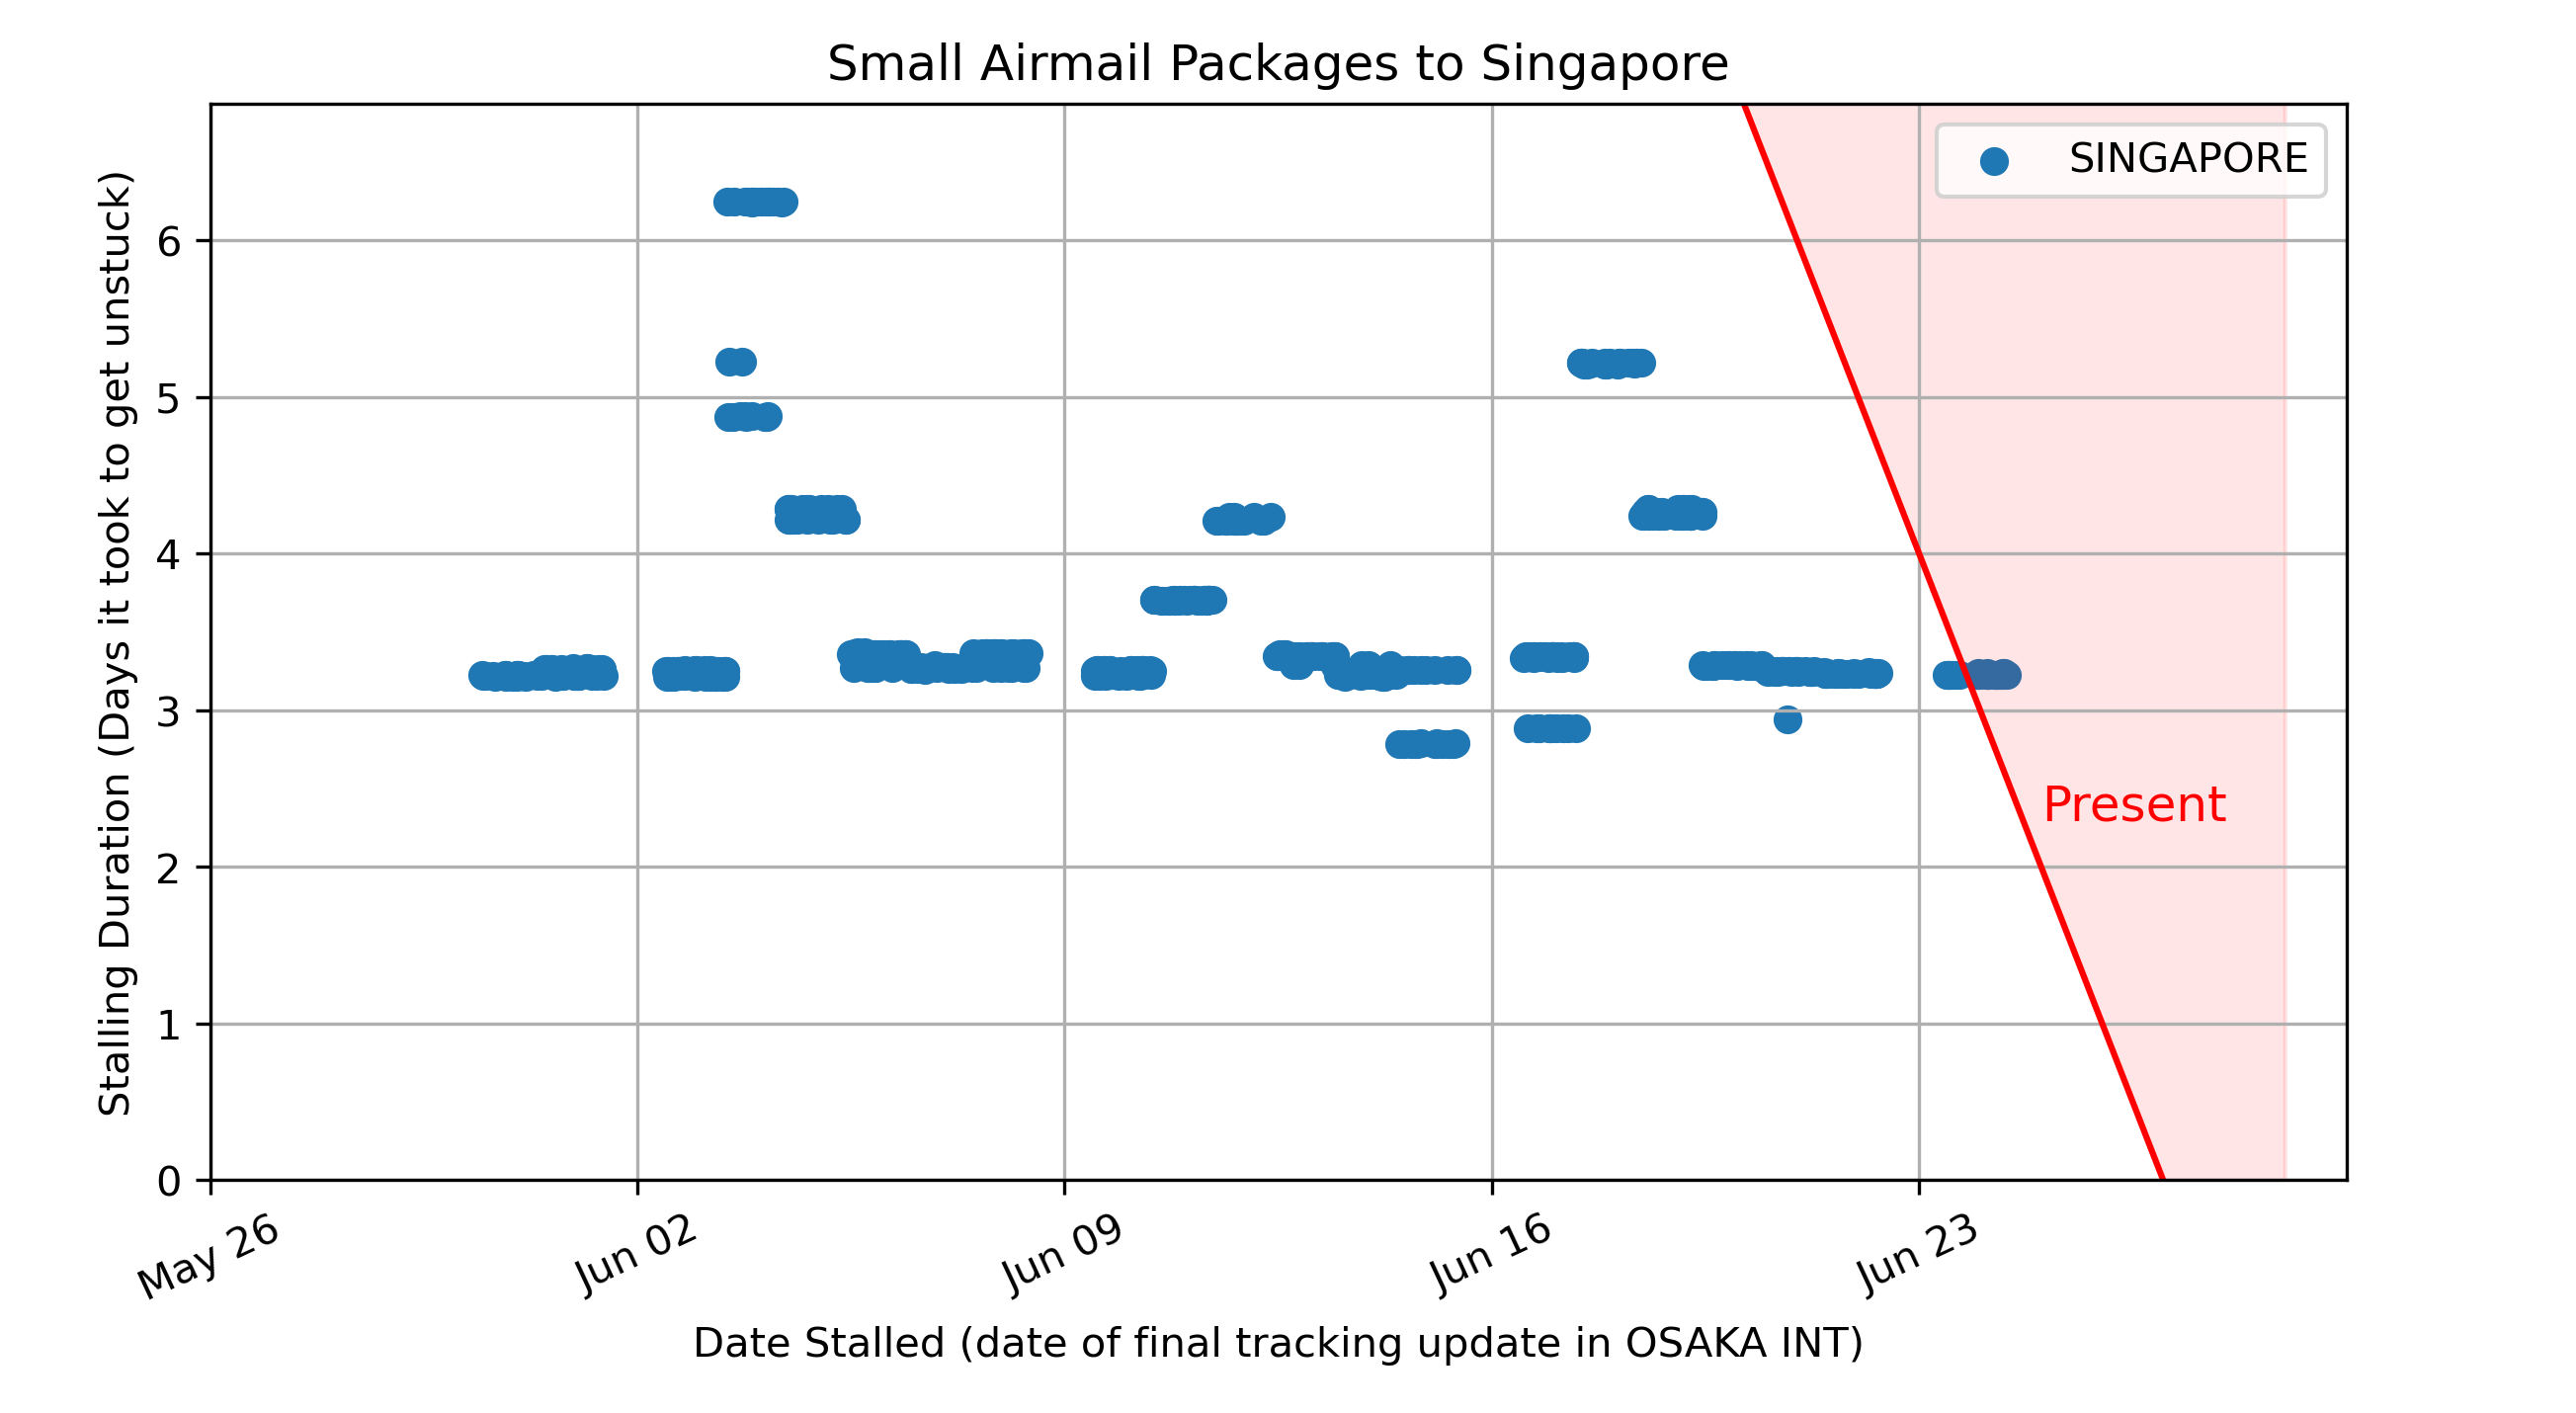 Small Airmail Packages to Singapore
SINGAPORE
Stalling Duration (Days it took to get unstuck)
6
5
4
3
2
1
0
Present
May 26
Jun 02
Jun 09
Jun 16
Jun 23
Date Stalled (date of final tracking update in OSAKA INT)